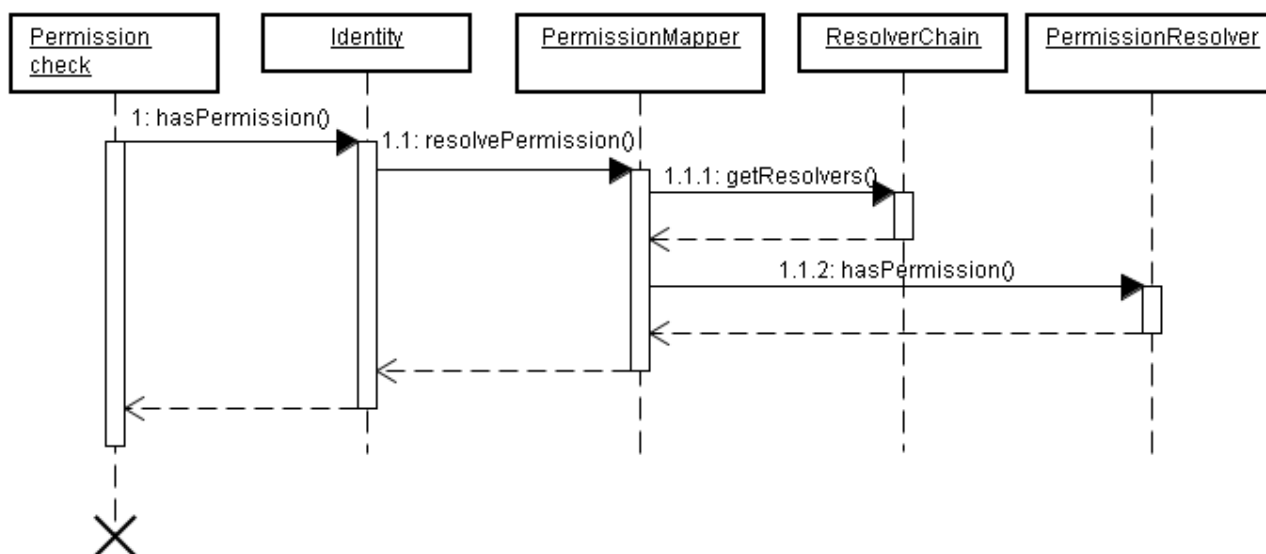 Permission
check
Identity
PermissionMapper
ResolverChain
PermissionResolver
1: hasPermission()
1.1: resolvePermission()
1.1.1: getResolvers()
1.1.2: hasPermission()